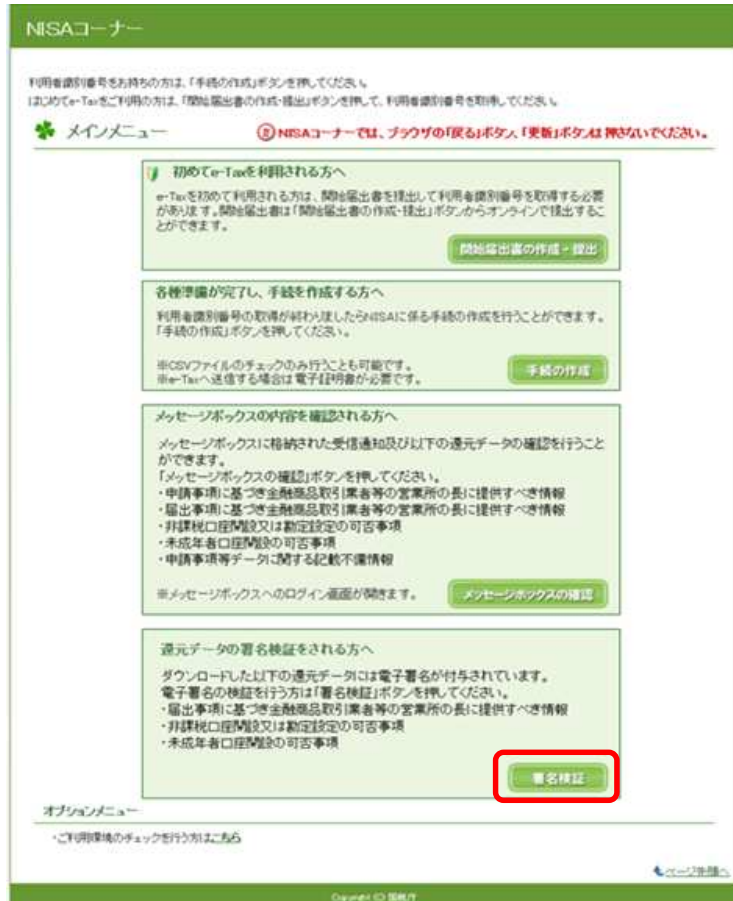 NISAコーナー
利用者識別番号をお持ちの方は、「手続の作成」ボタンを押してください。
はじめてe-Taxをご利用の方は、「開始届出書の作成・提出」ボタンを押して、利用者識別番号を取得してください。
メインメニュー
NISAコーナーでは、ブラウザの「戻る」ボタン、「更新」ボタンは押さないでください。
初めてe-Taxを利用される方へ
e-Taxを初めて利用される方は、開始届出書を提出して利用者識別番号を取得する必要
があります。開始届出書は「開始届出書の作成・提出」ボタンからオンラインで提出するこ
とができます。
開始届出書の作成・提出
各種準備が完了し、手続を作成する方へ
利用者識別番号の取得が終わりましたらNISAに係る手続の作成を行うことができます。
「手続の作成」ボタンを押してください。
※CSVファイルのチェックのみ行うことも可能です。
※e-Taxへ送信する場合は電子証明書が必要です。
手続の作成
メッセージボックスの内容を確認される方へ
メッセージボックスに格納された受信通知及び以下の還元データの確認を行うこと
ができます。
「メッセージボックスの確認」ボタンを押してください。
・申請事項に基づき金融商品取引業者等の営業所の長に提供すべき情報
・届出事項に基づき金融商品取引業者等の営業所の長に提供すべき情報
・非課税口座開設又は勘定設定の可否事項
・未成年者口座開設の可否事項
・申請事項等データに関する記載不備情報
※メッセージボックスへのログイン画面が開きます。
メッセージボックスの確認
還元データの署名検証をされる方へ
ダウンロードした以下の還元データには電子署名が付与されています。
電子署名の検証を行う方は「署名検証」ボタンを押してください。
・届出事項に基づき金融商品取引業者等の営業所の長に提供すべき情報
・非課税口座開設又は勘定設定の可否事項
・未成年者口座開設の可否事項
署名検証
オプションメニュー
・ご利用環境のチェックを行う方はこちら
ページ先頭へ
Copyright (C) 国税庁